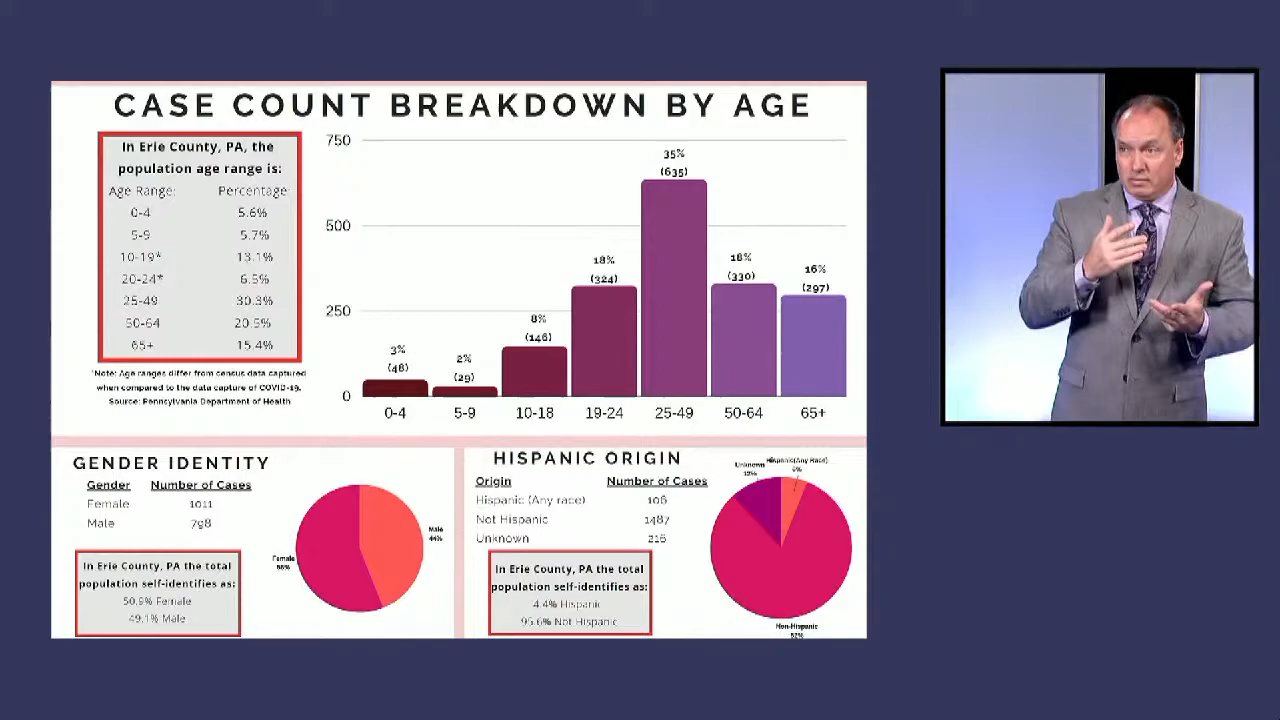 CASE COUNT BREAKDOWN BY AGE
In Erie County, PA, the
population age range is:
Age Range: Percentage
0-4 5.6%
5-9 5.7%
10-19* 13.1%
20-24* 6.5%
25-49 30.3%
50-64 20.5%
65+ 15.4%
*Note: Age ranges differ from census data captured
when compared to the data capture of COVID-19.
Source: Pennsylvania Department of Health
750
500
250
0
3%
(48)
2%
(29)
8%
(146)
18%
(324)
35%
(635)
18%
(330)
16%
(297)
0-4 5-9 10-18 19-24 25-49 50-64 65+
GENDER IDENTITY
Gender Number of Cases
Female 1011
Male 798
In Erie County, PA the total
population self-identifies as:
50.9% Female
49.1% Male
Male
44%
Female
56%
HISPANIC ORIGIN
Origin Number of Cases
Hispanic (Any race) 106
Not Hispanic 1487
Unknown 216
In Erie County, PA the total
population self-identifies as:
4.4% Hispanic
95.6% Not Hispanic
Unknown
12%
Hispanic(Any Race)
6%
Non-Hispanic
82%